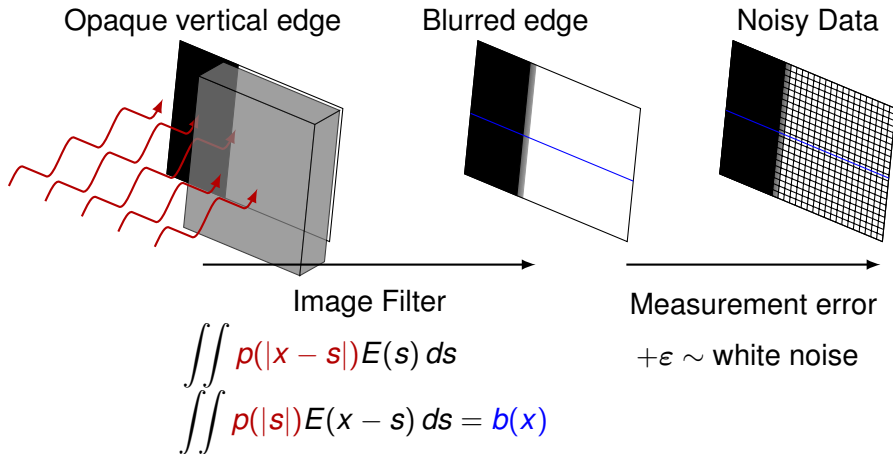 Opaque vertical edge
Blurred edge
Noisy Data
Image Filter
Measurement error
∬ p(|x − s|)E(s) ds
+ε ∼ white noise
∬ p(|s|)E(x − s) ds = b(x)